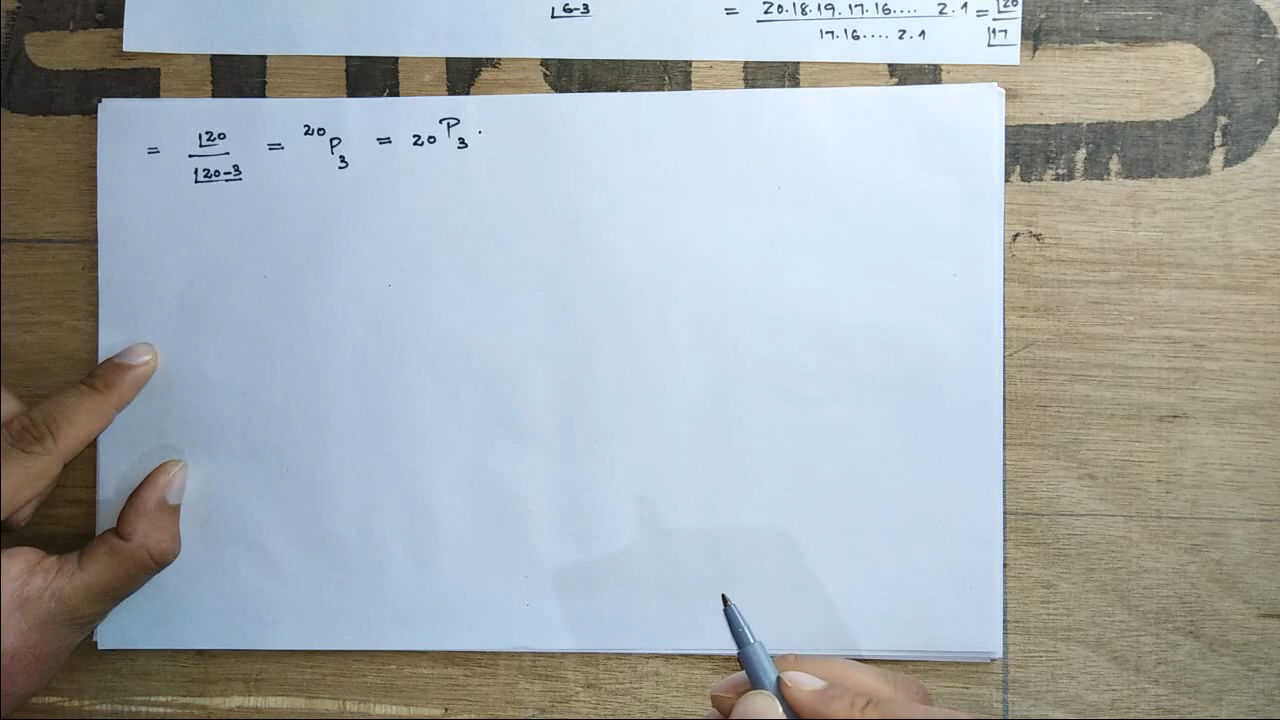 ⌊6-3 = 20.18.19.17.16.... 2.1 / 17.16.... 2.1 = ⌊20 / ⌊17
= ⌊20 / ⌊20-3 = ²⁰P₃ = ₂₀P₃.